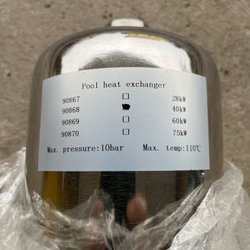 Pool heat exchanger
90867 □ 28kW
90868 ■ 40kW
90869 □ 60kW
90870 □ 75kW
Max. pressure:10bar Max. temp:110℃